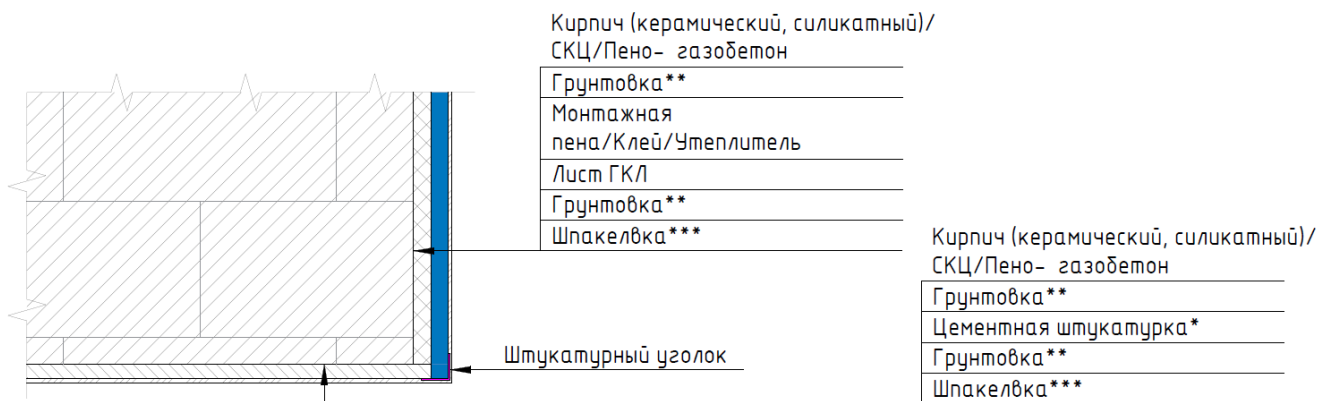 Кирпич (керамический, силикатный)/
СКЦ/Пено- газобетон
Грунтовка**
Монтажная
пена/Клей/Утеплитель
Лист ГКЛ
Грунтовка**
Шпакелвка***
Штукатурный уголок
Кирпич (керамический, силикатный)/
СКЦ/Пено- газобетон
Грунтовка**
Цементная штукатурка*
Грунтовка**
Шпакелвка***